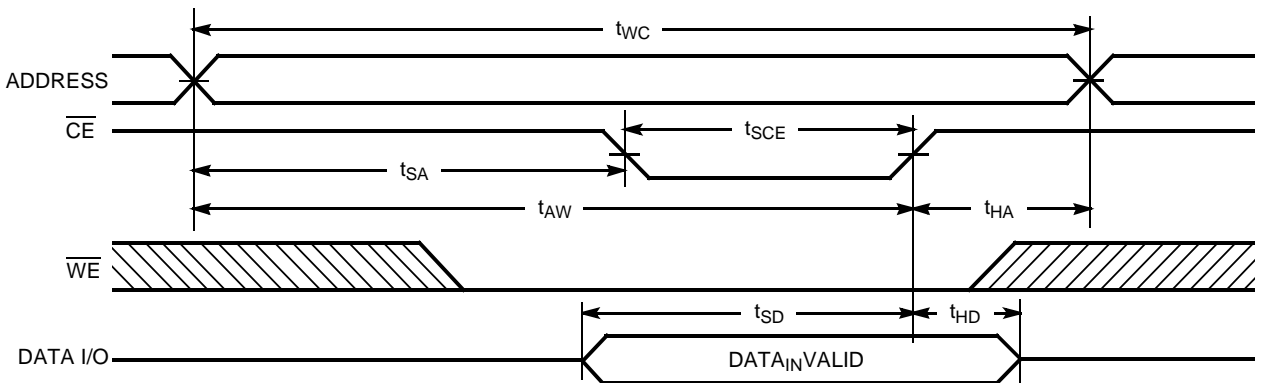 tWC
ADDRESS
CE
tSCE
tSA
tAW
tHA
WE
tSD
tHD
DATA I/O
DATAINVALID